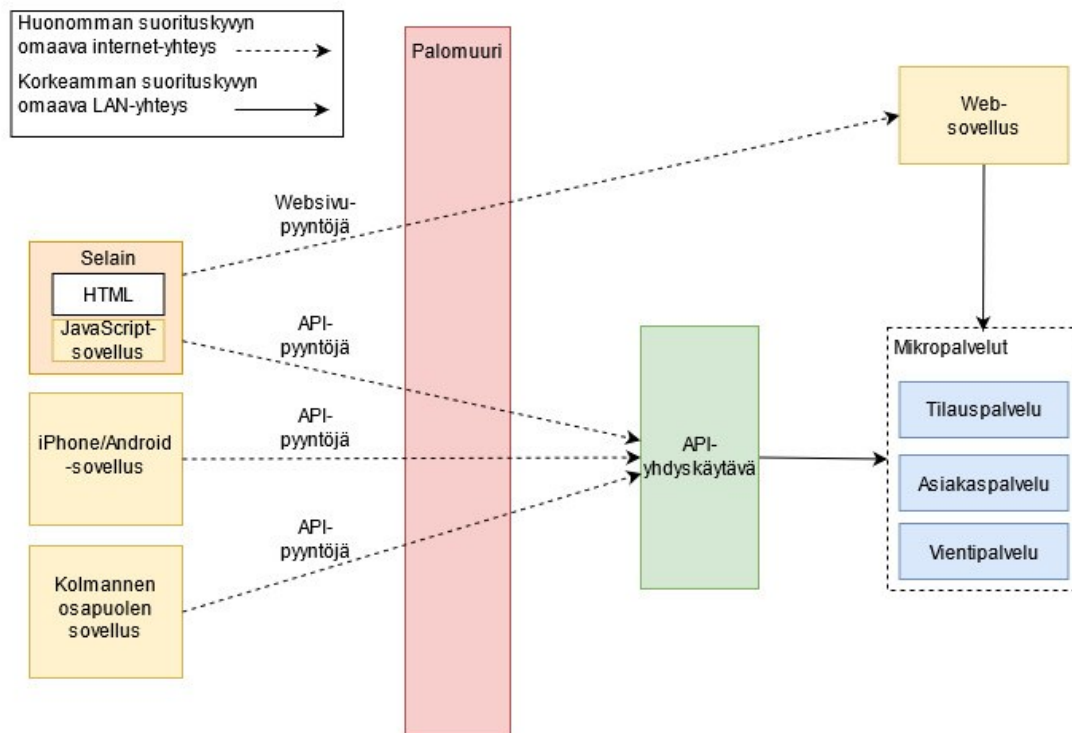 Huonomman suorituskyvyn
omaava internet-yhteys
Korkeamman suorituskyvyn
omaava LAN-yhteys
Palomuuri
Web-
sovellus
Websivu-
pyyntöjä
Selain
HTML
JavaScript-
sovellus
API-
pyyntöjä
iPhone/Android
-sovellus
API-
pyyntöjä
Kolmannen
osapuolen
sovellus
API-
pyyntöjä
API-
yhdyskäytävä
Mikropalvelut
Tilauspalvelu
Asiakaspalvelu
Vientipalvelu